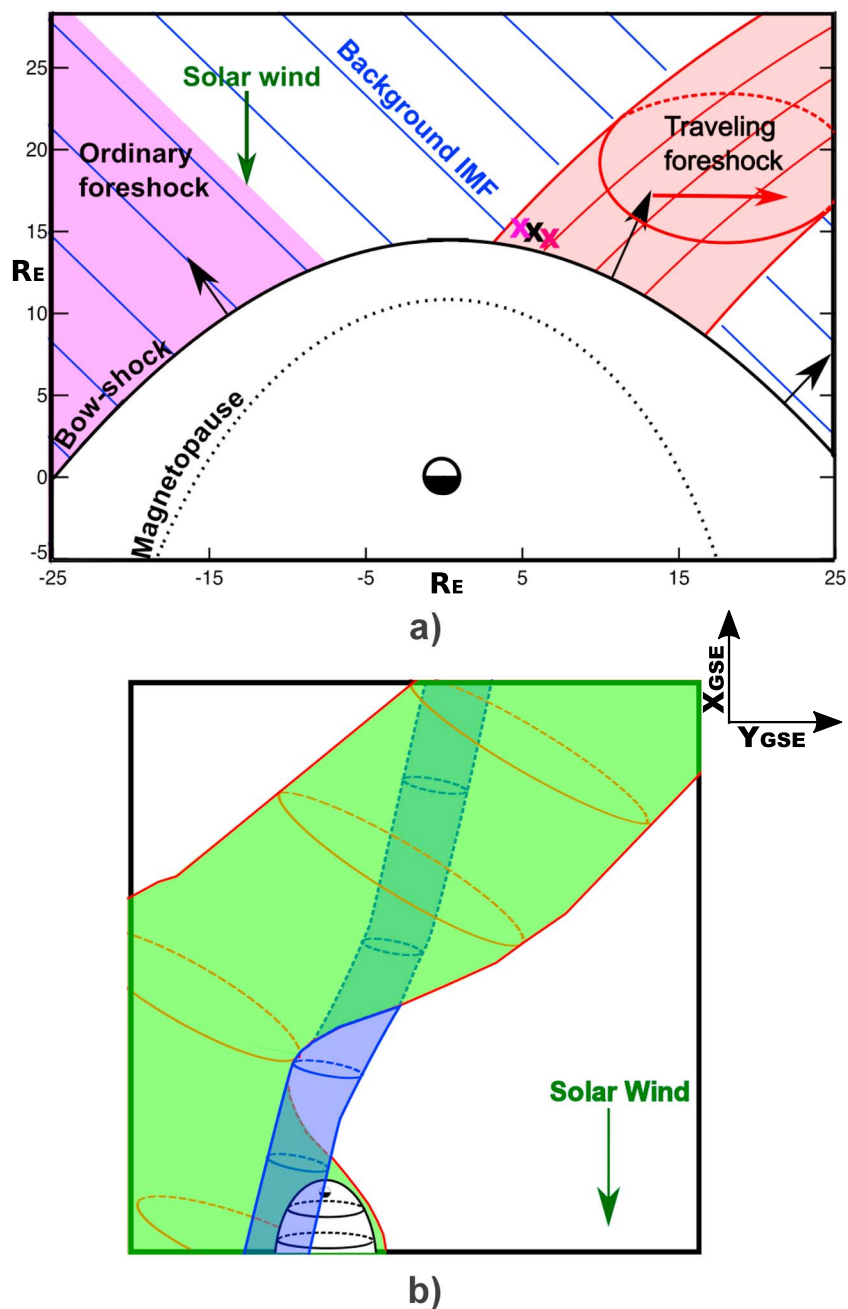 25
20
15
10
5
0
-5
RE
-25
-15
-5
5
15
25
RE
Solar wind
Background IMF
Ordinary
foreshock
Traveling
foreshock
X X X
Bow-shock
Magnetopause
a)
XGSE
YGSE
Solar Wind
b)